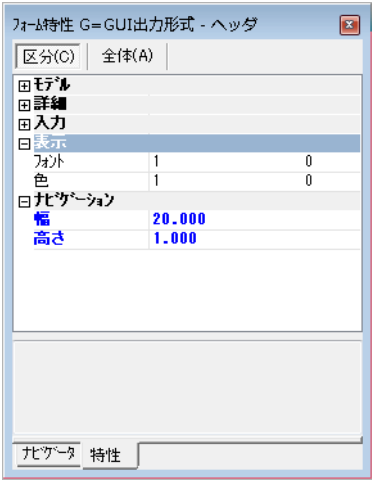 ﾌｫｰﾑ特性 G=GUI出力形式 - ヘッダ
区分(C) 全体(A)
ﾓﾃﾞﾙ
詳細
入力
表示
ﾌｫﾝﾄ 1 0
色 1 0
ﾅﾋﾞｹﾞｰｼｮﾝ
幅 20.000
高さ 1.000
ﾅﾋﾞｹﾞｰﾀ 特性